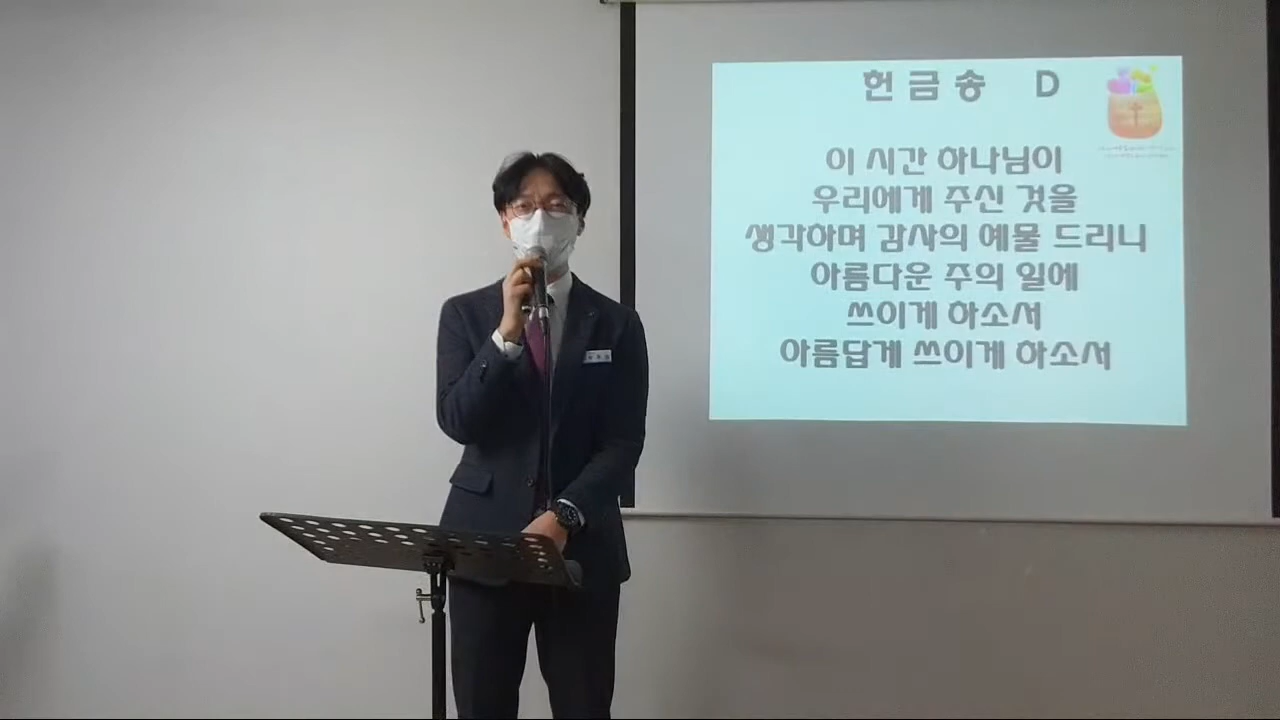 헌금송 D
이 시간 하나님이
우리에게 주신 것을
생각하며 감사의 예물 드리니
아름다운 주의 일에
쓰이게 하소서
아름답게 쓰이게 하소서